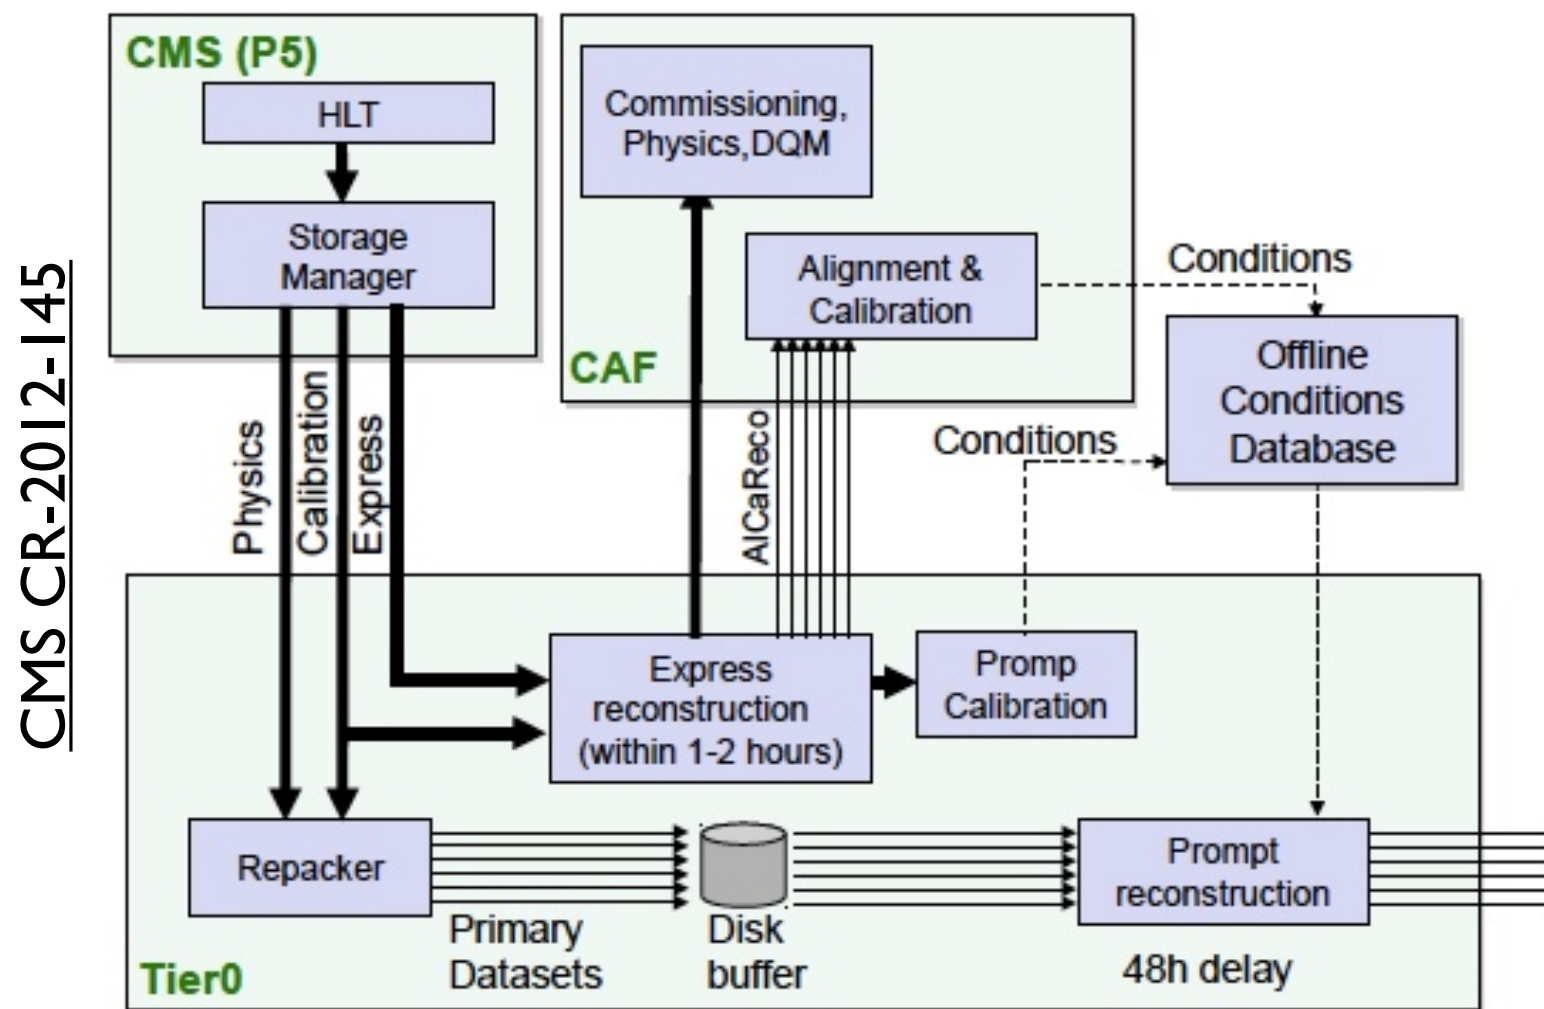 CMS CR-2012-145
CMS (P5)
HLT
Storage
Manager
Physics
Calibration
Express
Commissioning,
Physics,DQM
Alignment &
Calibration
CAF
AlCaReco
Conditions
Conditions
Offline
Conditions
Database
Express
reconstruction
(within 1-2 hours)
Promp
Calibration
Repacker
Primary
Datasets
Disk
buffer
Prompt
reconstruction
48h delay
Tier0